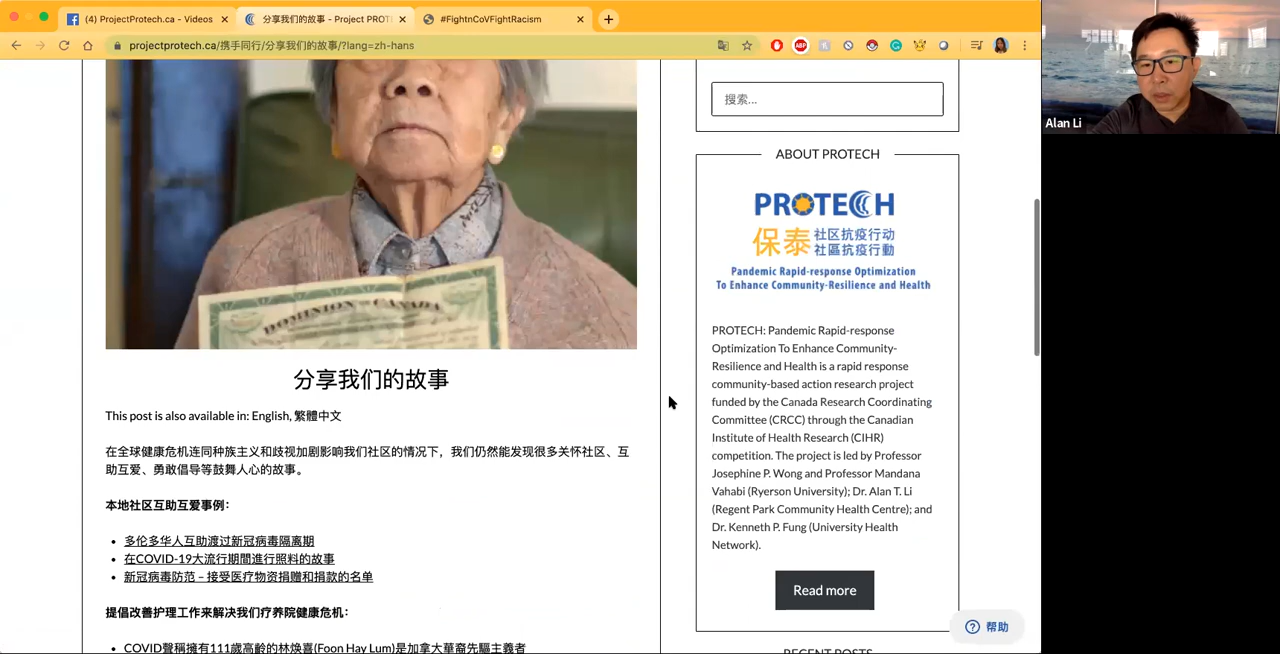 (4) ProjectProtech.ca - Videos
分享我们的故事 - Project PROT
#FightnCoVFightRacism
projectprotech.ca/携手同行/分享我们的故事/?lang=zh-hans
ABP
Alan Li
DOMINION OF CANADA
分享我们的故事
This post is also available in: English, 繁體中文
在全球健康危机连同种族主义和歧视加剧影响我们社区的情况下，我们仍然能发现很多关怀社区、互
助互爱、勇敢倡导等鼓舞人心的故事。
本地社区互助互爱事例：
多伦多华人互助渡过新冠病毒隔离期
在COVID-19大流行期間進行照料的故事
新冠病毒防范 – 接受医疗物资捐赠和捐款的名单
提倡改善护理工作来解决我们疗养院健康危机：
COVID聲稱擁有111歲高齡的林焕喜(Foon Hay Lum)是加拿大華裔先驅主義者
搜索...
ABOUT PROTECH
PROTECH
保泰 社区抗疫行动
社區抗疫行動
Pandemic Rapid-response Optimization
To Enhance Community-Resilience and Health
PROTECH: Pandemic Rapid-response
Optimization To Enhance Community-
Resilience and Health is a rapid response
community-based action research project
funded by the Canada Research Coordinating
Committee (CRCC) through the Canadian
Institute of Health Research (CIHR)
competition. The project is led by Professor
Josephine P. Wong and Professor Mandana
Vahabi (Ryerson University); Dr. Alan T. Li
(Regent Park Community Health Centre); and
Dr. Kenneth P. Fung (University Health
Network).
Read more
帮助
RECENT POSTS